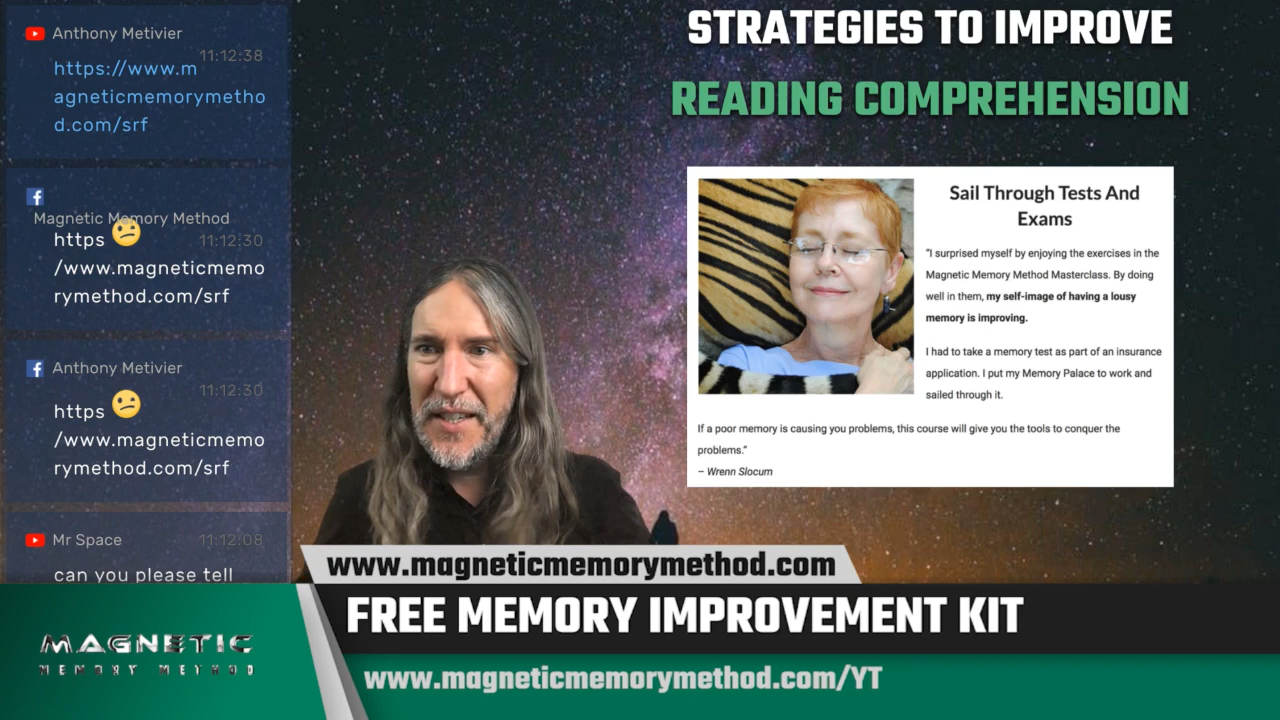 Anthony Metivier
11:12:38
https://www.m
agneticmemorymetho
d.com/srf
Magnetic Memory Method
https 11:12:30
/www.magneticmemo
rymethod.com/srf
Anthony Metivier
11:12:30
https
/www.magneticmemo
rymethod.com/srf
Mr Space 11:12:08
can you please tell
STRATEGIES TO IMPROVE
READING COMPREHENSION
Sail Through Tests And
Exams
"I surprised myself by enjoying the exercises in the
Magnetic Memory Method Masterclass. By doing
well in them, my self-image of having a lousy
memory is improving.
I had to take a memory test as part of an insurance
application. I put my Memory Palace to work and
sailed through it.
If a poor memory is causing you problems, this course will give you the tools to conquer the
problems."
– Wrenn Slocum
www.magneticmemorymethod.com
FREE MEMORY IMPROVEMENT KIT
www.magneticmemorymethod.com/YT
MAGNETIC
MEMORY METHOD